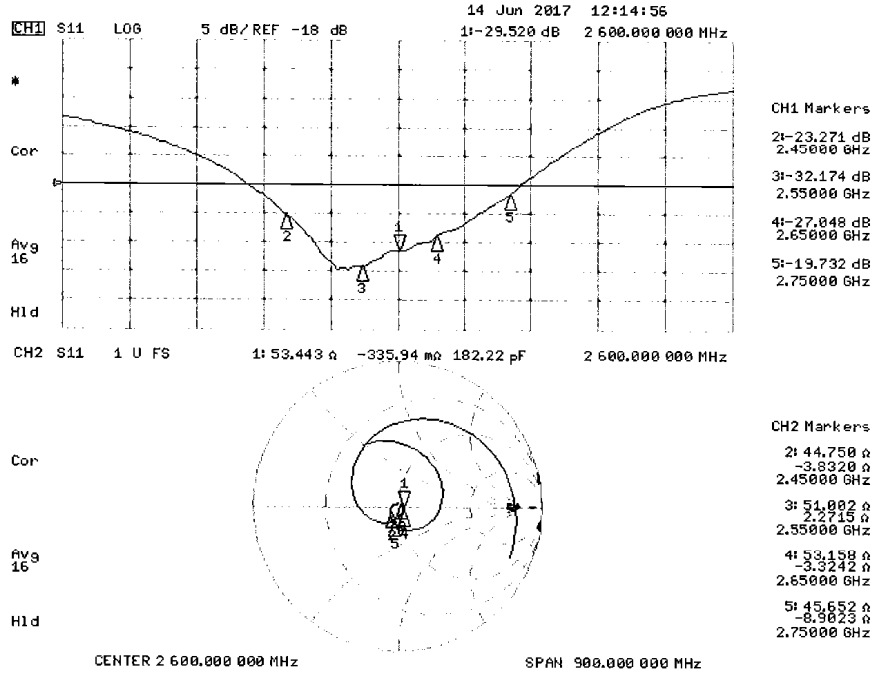 14 Jun 2017 12:14:56
CH1 S11 LOG 5 dB/ REF -18 dB 1:-29.520 dB 2 600.000 000 MHz
*
CH1 Markers
2:-23.271 dB
2.45000 GHz
Cor
3:-32.174 dB
2.55000 GHz
1
2
4:-27.048 dB
2.65000 GHz
5
4
Avg
16
3
5:-19.732 dB
2.75000 GHz
Hld
CH2 S11 1 U FS 1: 53.443 Ω -335.94 mΩ 182.22 pF 2 600.000 000 MHz
CH2 Markers
2: 44.750 Ω
-3.8320 Ω
2.45000 GHz
Cor
1
3: 51.002 Ω
2.2715 Ω
2.55000 GHz
4
5
Avg
16
4: 53.158 Ω
-3.3242 Ω
2.65000 GHz
5: 45.652 Ω
-8.9023 Ω
2.75000 GHz
Hld
CENTER 2 600.000 000 MHz SPAN 900.000 000 MHz